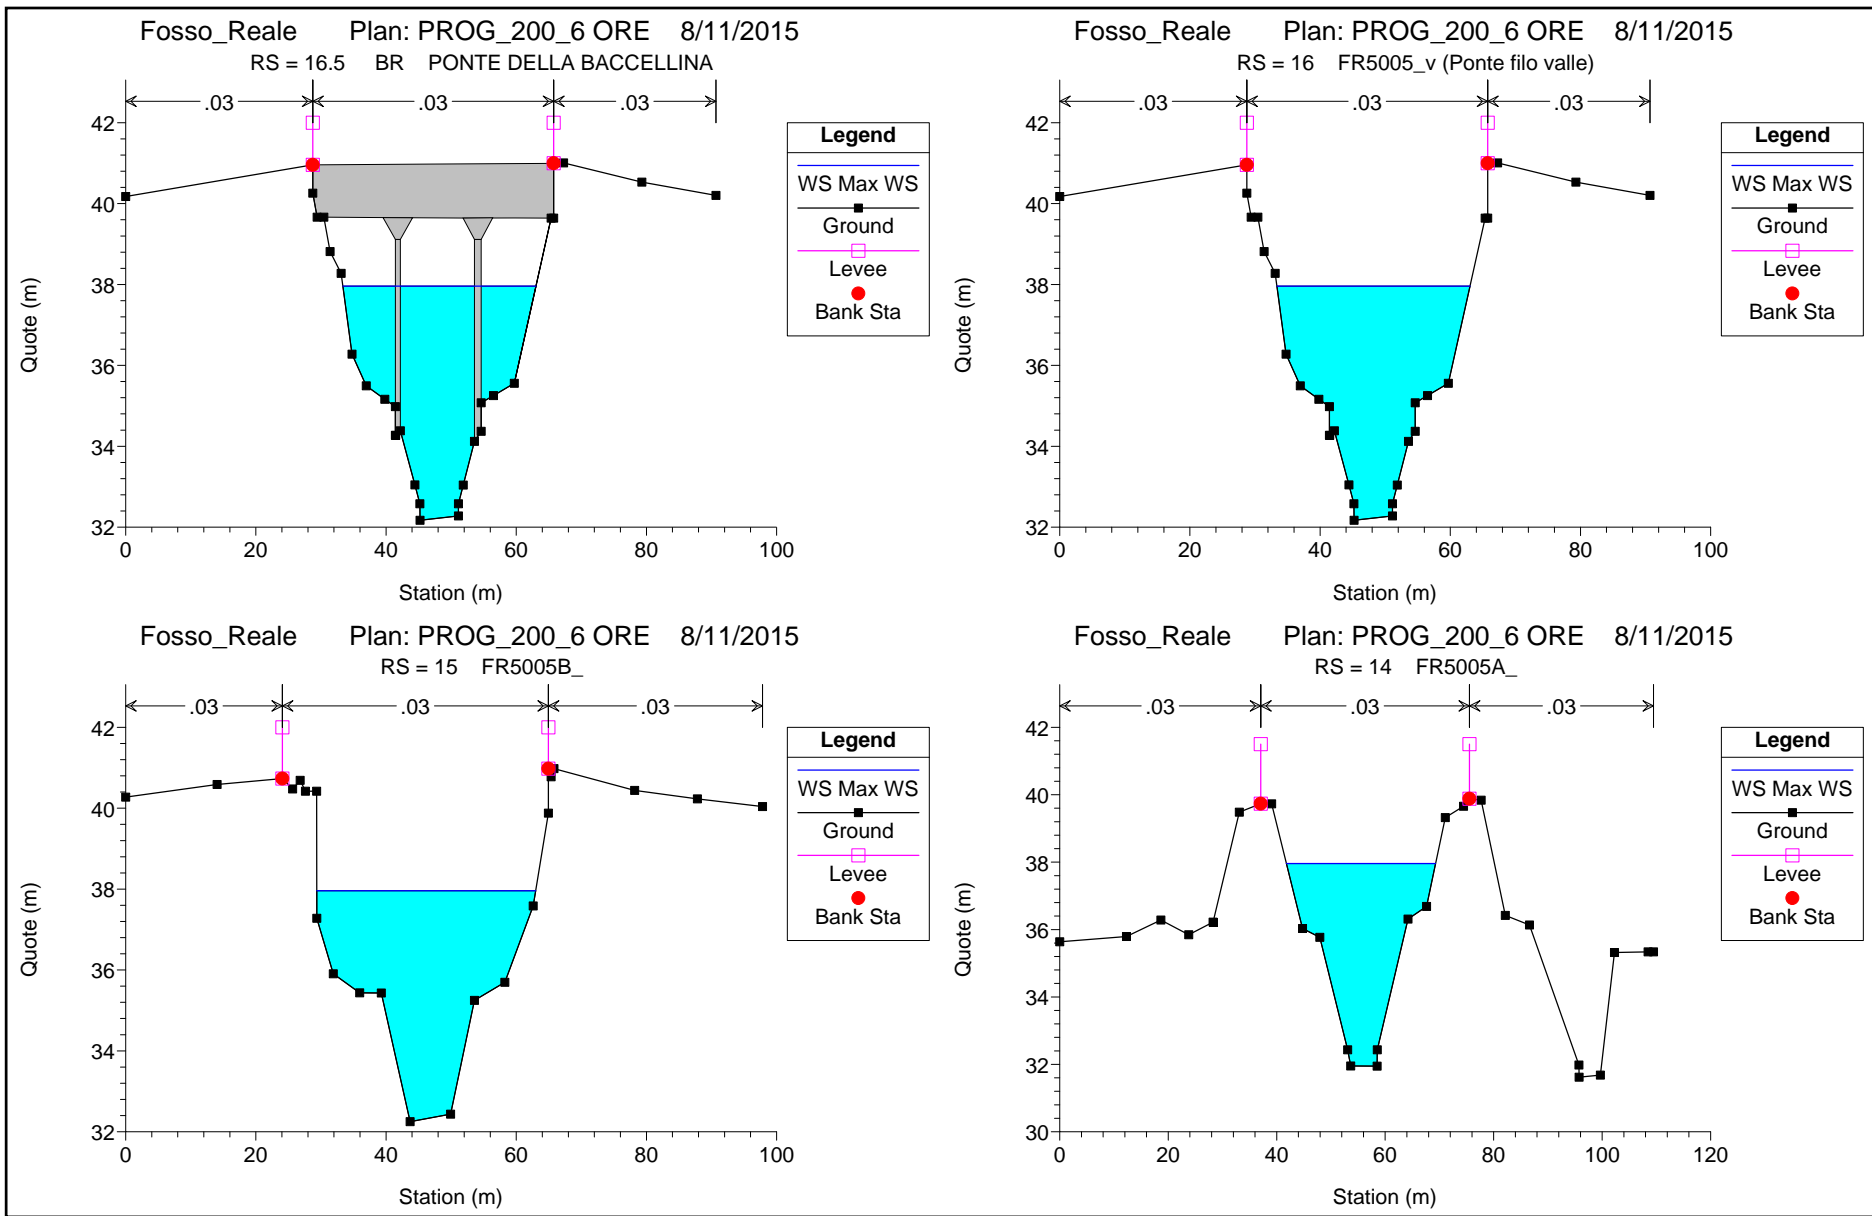 Fosso_Reale Plan: PROG_200_6 ORE 8/11/2015
RS = 16.5 BR PONTE DELLA BACCELLINA
.03 .03 .03
42
40
38
36
34
32
0 20 40 60 80 100
Quote (m)
Station (m)
Legend
WS Max WS
Ground
Levee
Bank Sta
Fosso_Reale Plan: PROG_200_6 ORE 8/11/2015
RS = 16 FR5005_v (Ponte filo valle)
.03 .03 .03
42
40
38
36
34
32
0 20 40 60 80 100
Quote (m)
Station (m)
Legend
WS Max WS
Ground
Levee
Bank Sta
Fosso_Reale Plan: PROG_200_6 ORE 8/11/2015
RS = 15 FR5005B_
.03 .03 .03
42
40
38
36
34
32
0 20 40 60 80 100
Quote (m)
Station (m)
Legend
WS Max WS
Ground
Levee
Bank Sta
Fosso_Reale Plan: PROG_200_6 ORE 8/11/2015
RS = 14 FR5005A_
.03 .03 .03
42
40
38
36
34
32
30
0 20 40 60 80 100 120
Quote (m)
Station (m)
Legend
WS Max WS
Ground
Levee
Bank Sta